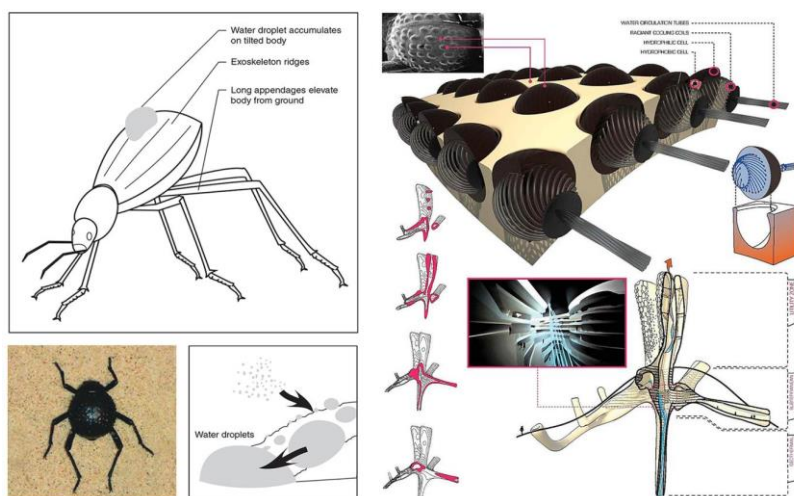 Water droplet accumulates
on tilted body
Exoskeleton ridges
Long appendages elevate
body from ground
Water droplets
WATER CIRCULATION TUBES
RADIANT COOLING COILS
HYDROPHILIC CELL
HYDROPHOBIC CELL